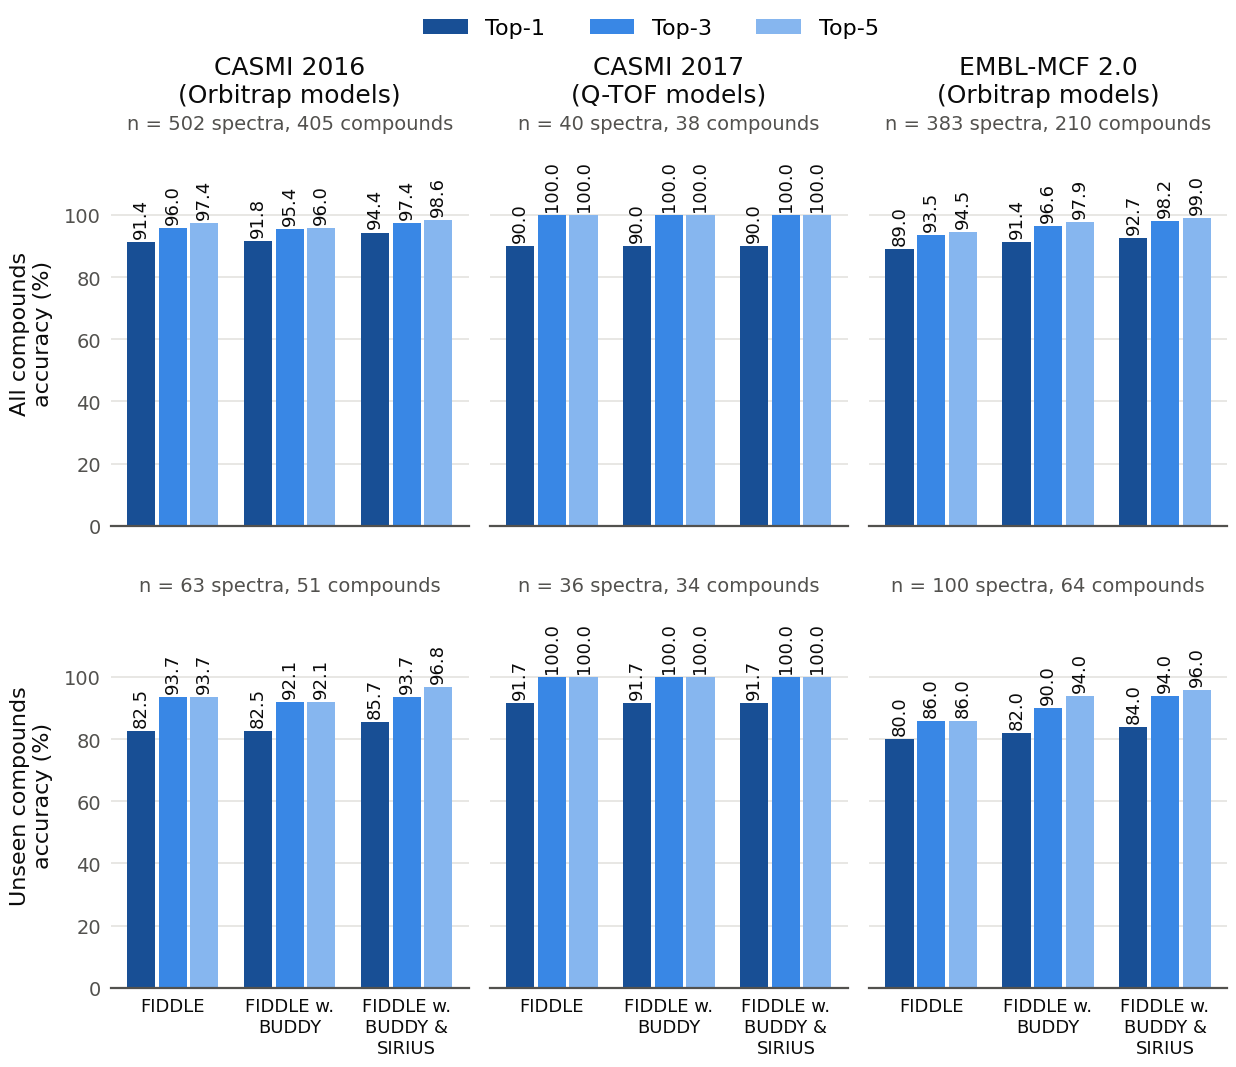 Top-1 Top-3 Top-5
CASMI 2016
(Orbitrap models)
n = 502 spectra, 405 compounds
CASMI 2017
(Q-TOF models)
n = 40 spectra, 38 compounds
EMBL-MCF 2.0
(Orbitrap models)
n = 383 spectra, 210 compounds
All compounds
accuracy (%)
100
80
60
40
20
0
91.4 96.0 97.4 91.8 95.4 96.0 94.4 97.4 98.6
90.0 100.0 100.0 90.0 100.0 100.0 90.0 100.0 100.0
89.0 93.5 94.5 91.4 96.6 97.9 92.7 98.2 99.0
n = 63 spectra, 51 compounds
n = 36 spectra, 34 compounds
n = 100 spectra, 64 compounds
Unseen compounds
accuracy (%)
100
80
60
40
20
0
82.5 93.7 93.7 82.5 92.1 92.1 85.7 93.7 96.8
91.7 100.0 100.0 91.7 100.0 100.0 91.7 100.0 100.0
80.0 86.0 86.0 82.0 90.0 94.0 84.0 94.0 96.0
FIDDLE
FIDDLE w.
BUDDY
FIDDLE w.
BUDDY &
SIRIUS
FIDDLE
FIDDLE w.
BUDDY
FIDDLE w.
BUDDY &
SIRIUS
FIDDLE
FIDDLE w.
BUDDY
FIDDLE w.
BUDDY &
SIRIUS